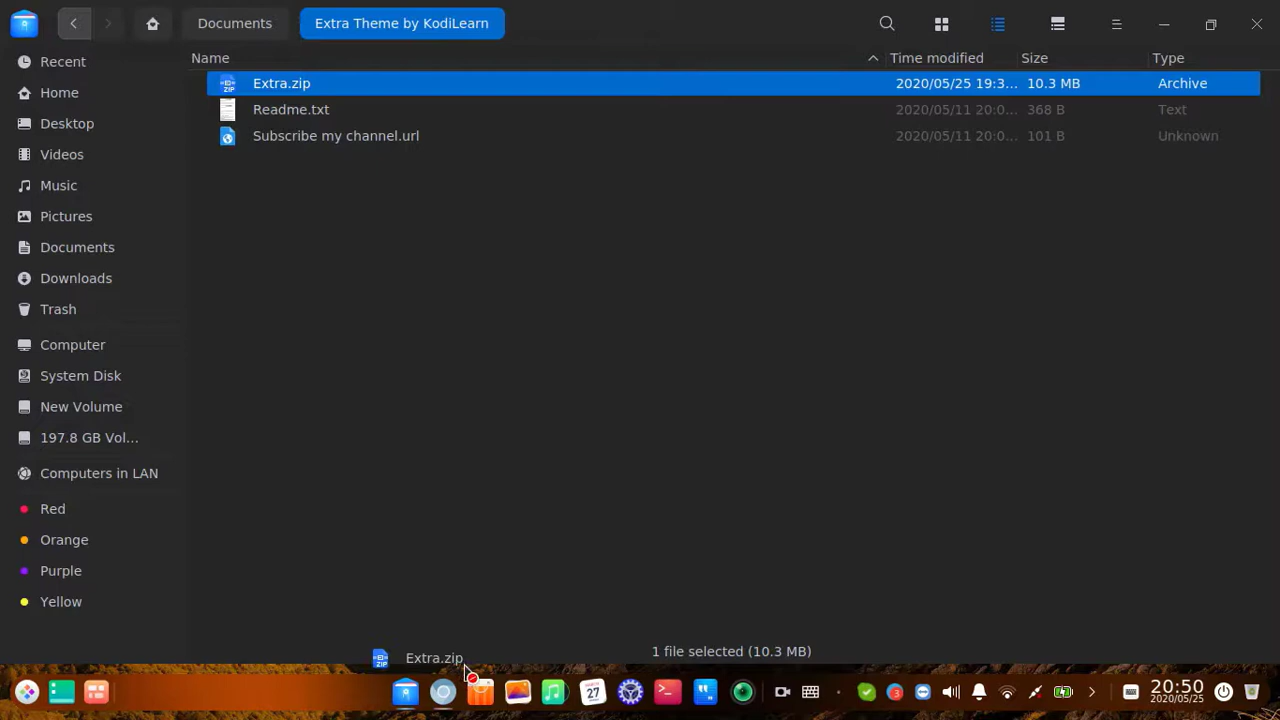 Documents
Extra Theme by KodiLearn
Name
Time modified
Size
Type
Recent
Home
Desktop
Videos
Music
Pictures
Documents
Downloads
Trash
Computer
System Disk
New Volume
197.8 GB Vol...
Computers in LAN
Red
Orange
Purple
Yellow
Extra.zip
2020/05/25 19:3...
10.3 MB
Archive
Readme.txt
2020/05/11 20:0...
368 B
Text
Subscribe my channel.url
2020/05/11 20:0...
101 B
Unknown
Extra.zip
1 file selected (10.3 MB)
27
3
20:50
2020/05/25